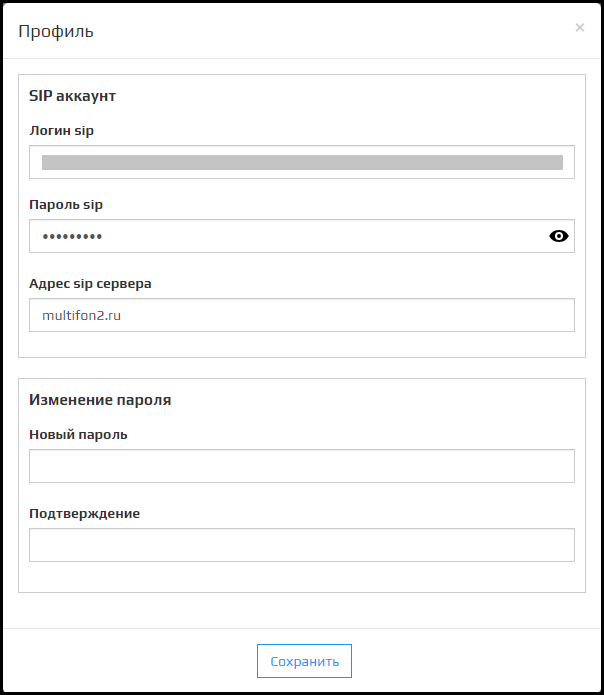 Профиль
×
SIP аккаунт
Логин sip
Пароль sip
•••••••••
Адрес sip сервера
multifon2.ru
Изменение пароля
Новый пароль
Подтверждение
Сохранить